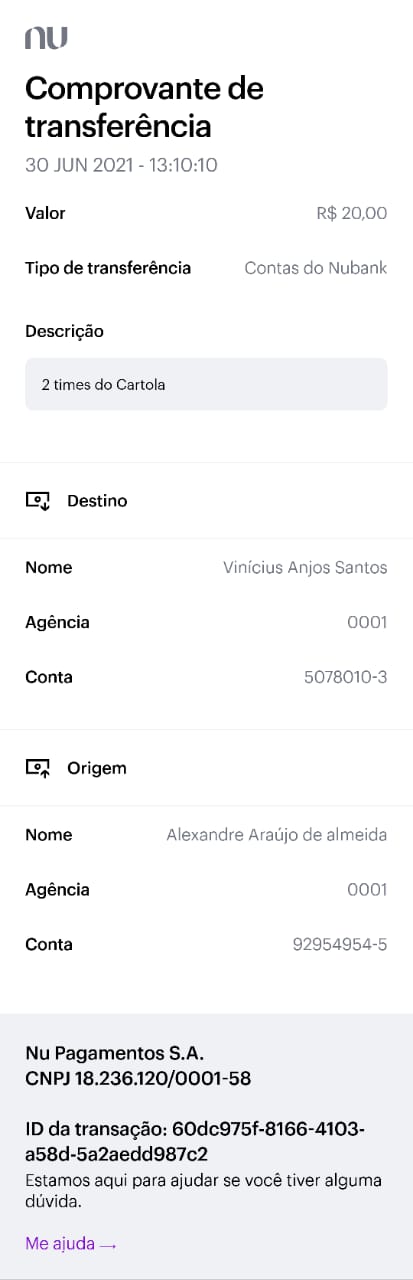 nu
Comprovante de
transferência
30 JUN 2021 - 13:10:10
Valor R$ 20,00
Tipo de transferência Contas do Nubank
Descrição
2 times do Cartola
Destino
Nome Vinícius Anjos Santos
Agência 0001
Conta 5078010-3
Origem
Nome Alexandre Araújo de almeida
Agência 0001
Conta 92954954-5
Nu Pagamentos S.A.
CNPJ 18.236.120/0001-58
ID da transação: 60dc975f-8166-4103-
a58d-5a2aedd987c2
Estamos aqui para ajudar se você tiver alguma
dúvida.
Me ajuda →